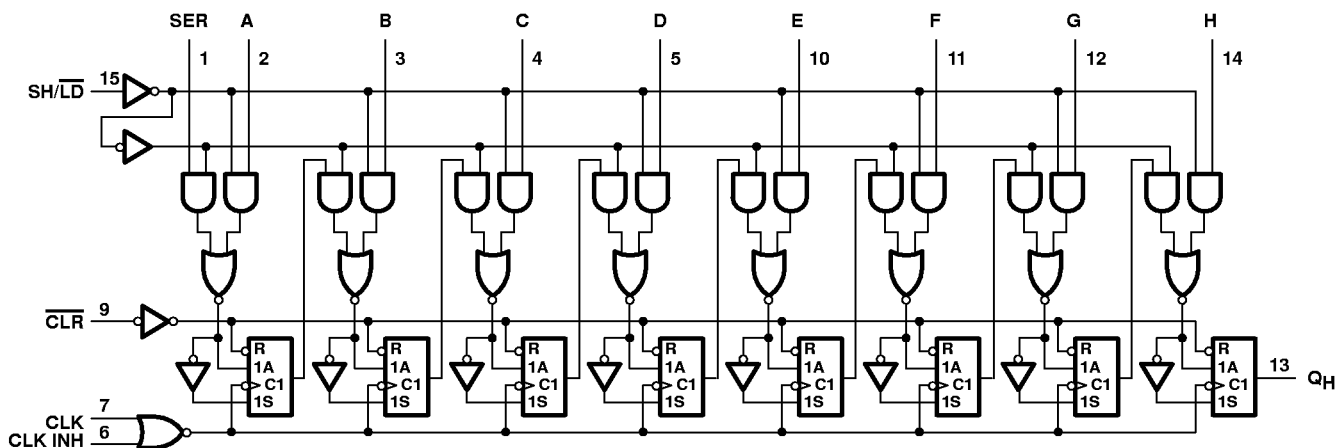 SER A B C D E F G H
1 2 3 4 5 10 11 12 14
SH/L̅D̅ 15
C̅L̅R̅ 9
R R R R R R R R
1A 1A 1A 1A 1A 1A 1A 1A
C1 C1 C1 C1 C1 C1 C1 C1 13 QH
1S 1S 1S 1S 1S 1S 1S 1S
CLK 7
CLK INH 6